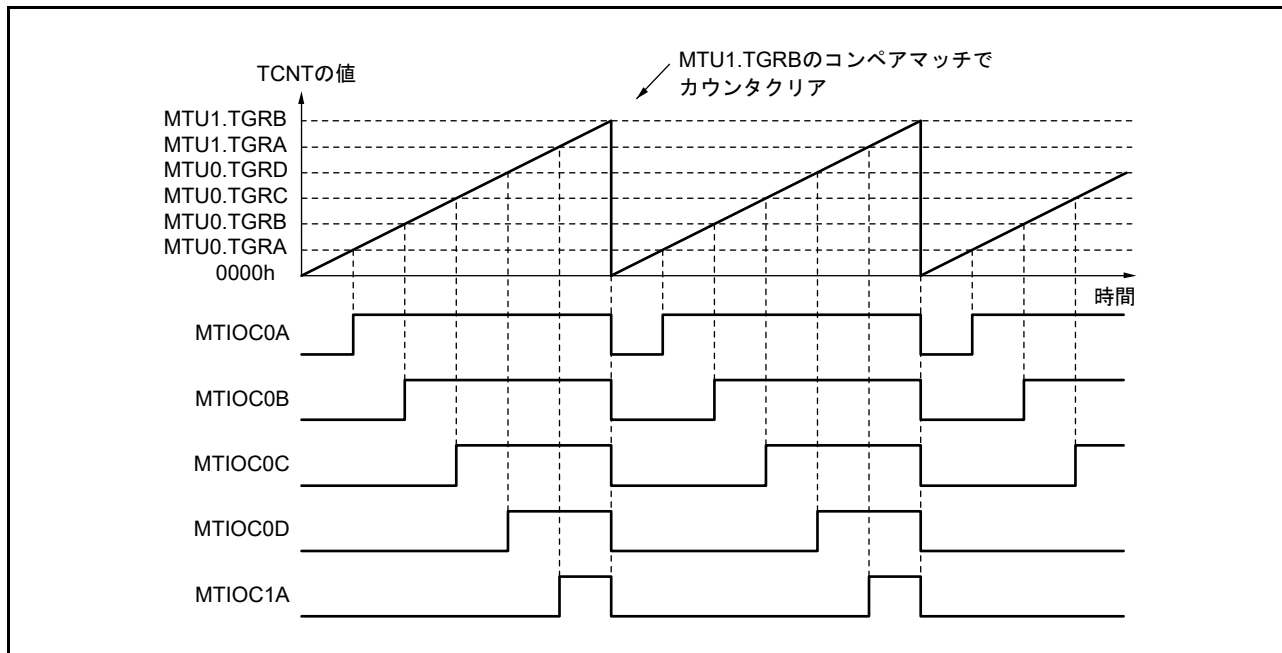 MTU1.TGRBのコンペアマッチで
カウンタクリア
TCNTの値
MTU1.TGRB
MTU1.TGRA
MTU0.TGRD
MTU0.TGRC
MTU0.TGRB
MTU0.TGRA
0000h
時間
MTIOC0A
MTIOC0B
MTIOC0C
MTIOC0D
MTIOC1A